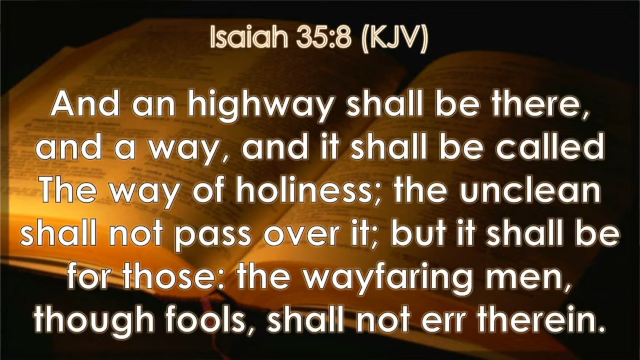 Isaiah 35:8 (KJV)
And an highway shall be there,
and a way, and it shall be called
The way of holiness; the unclean
shall not pass over it; but it shall be
for those: the wayfaring men,
though fools, shall not err therein.